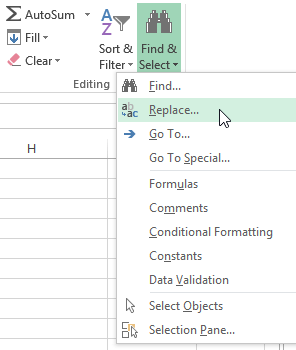 AutoSum
Fill
Clear
Sort &
Filter
Find &
Select
Editing
H
Find...
Replace...
Go To...
Go To Special...
Formulas
Comments
Conditional Formatting
Constants
Data Validation
Select Objects
Selection Pane...